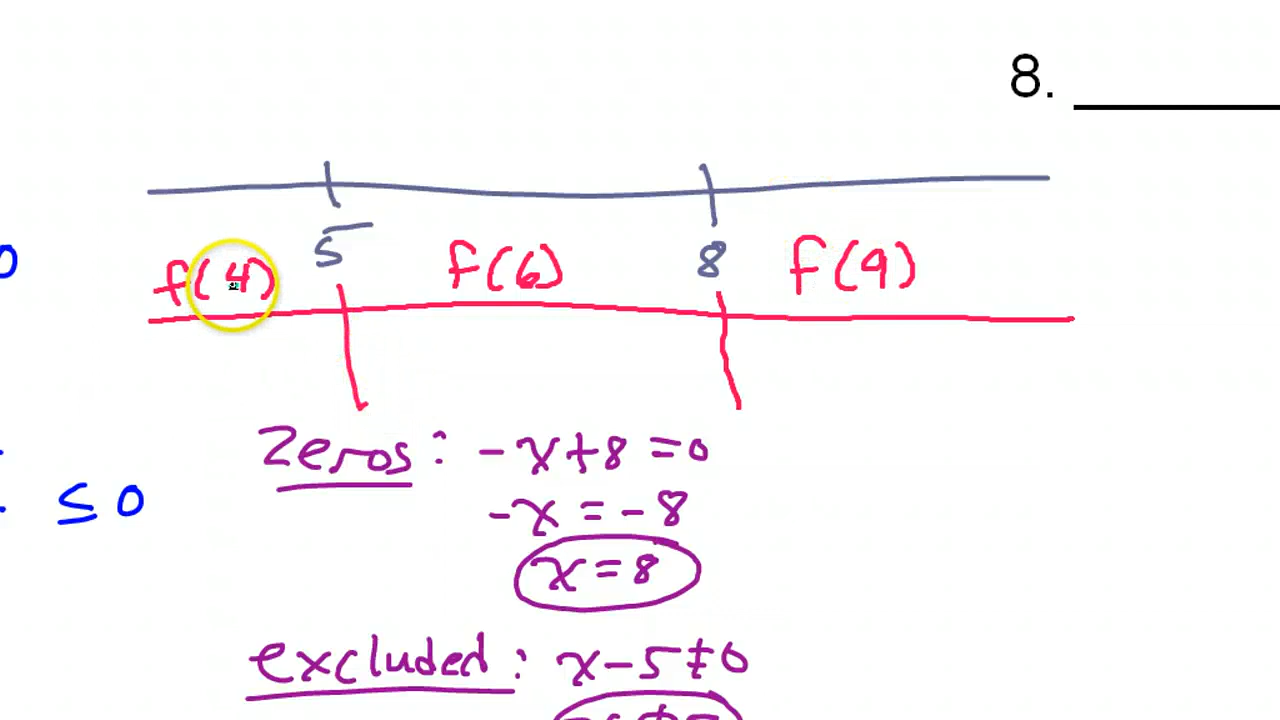 8.
5 8
0 f(4) f(6) f(9)
Zeros: -x+8=0
-x=-8
≤0 x=8
excluded: x-5≠0